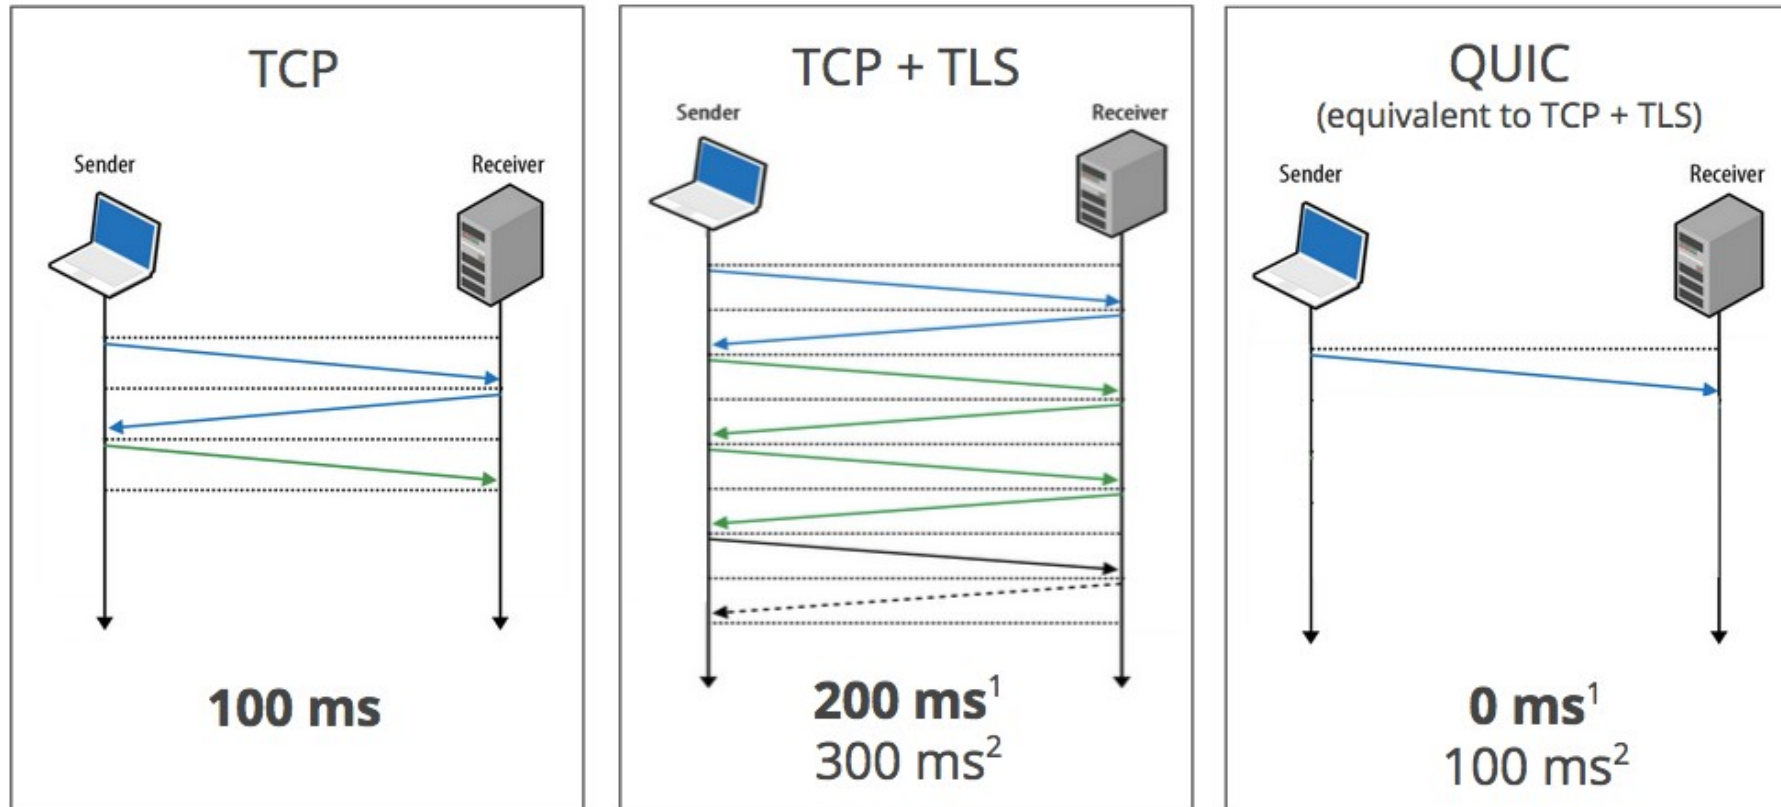 TCP
Sender
Receiver
100 ms
TCP + TLS
Sender
Receiver
200 ms¹
300 ms²
QUIC
(equivalent to TCP + TLS)
Sender
Receiver
0 ms¹
100 ms²